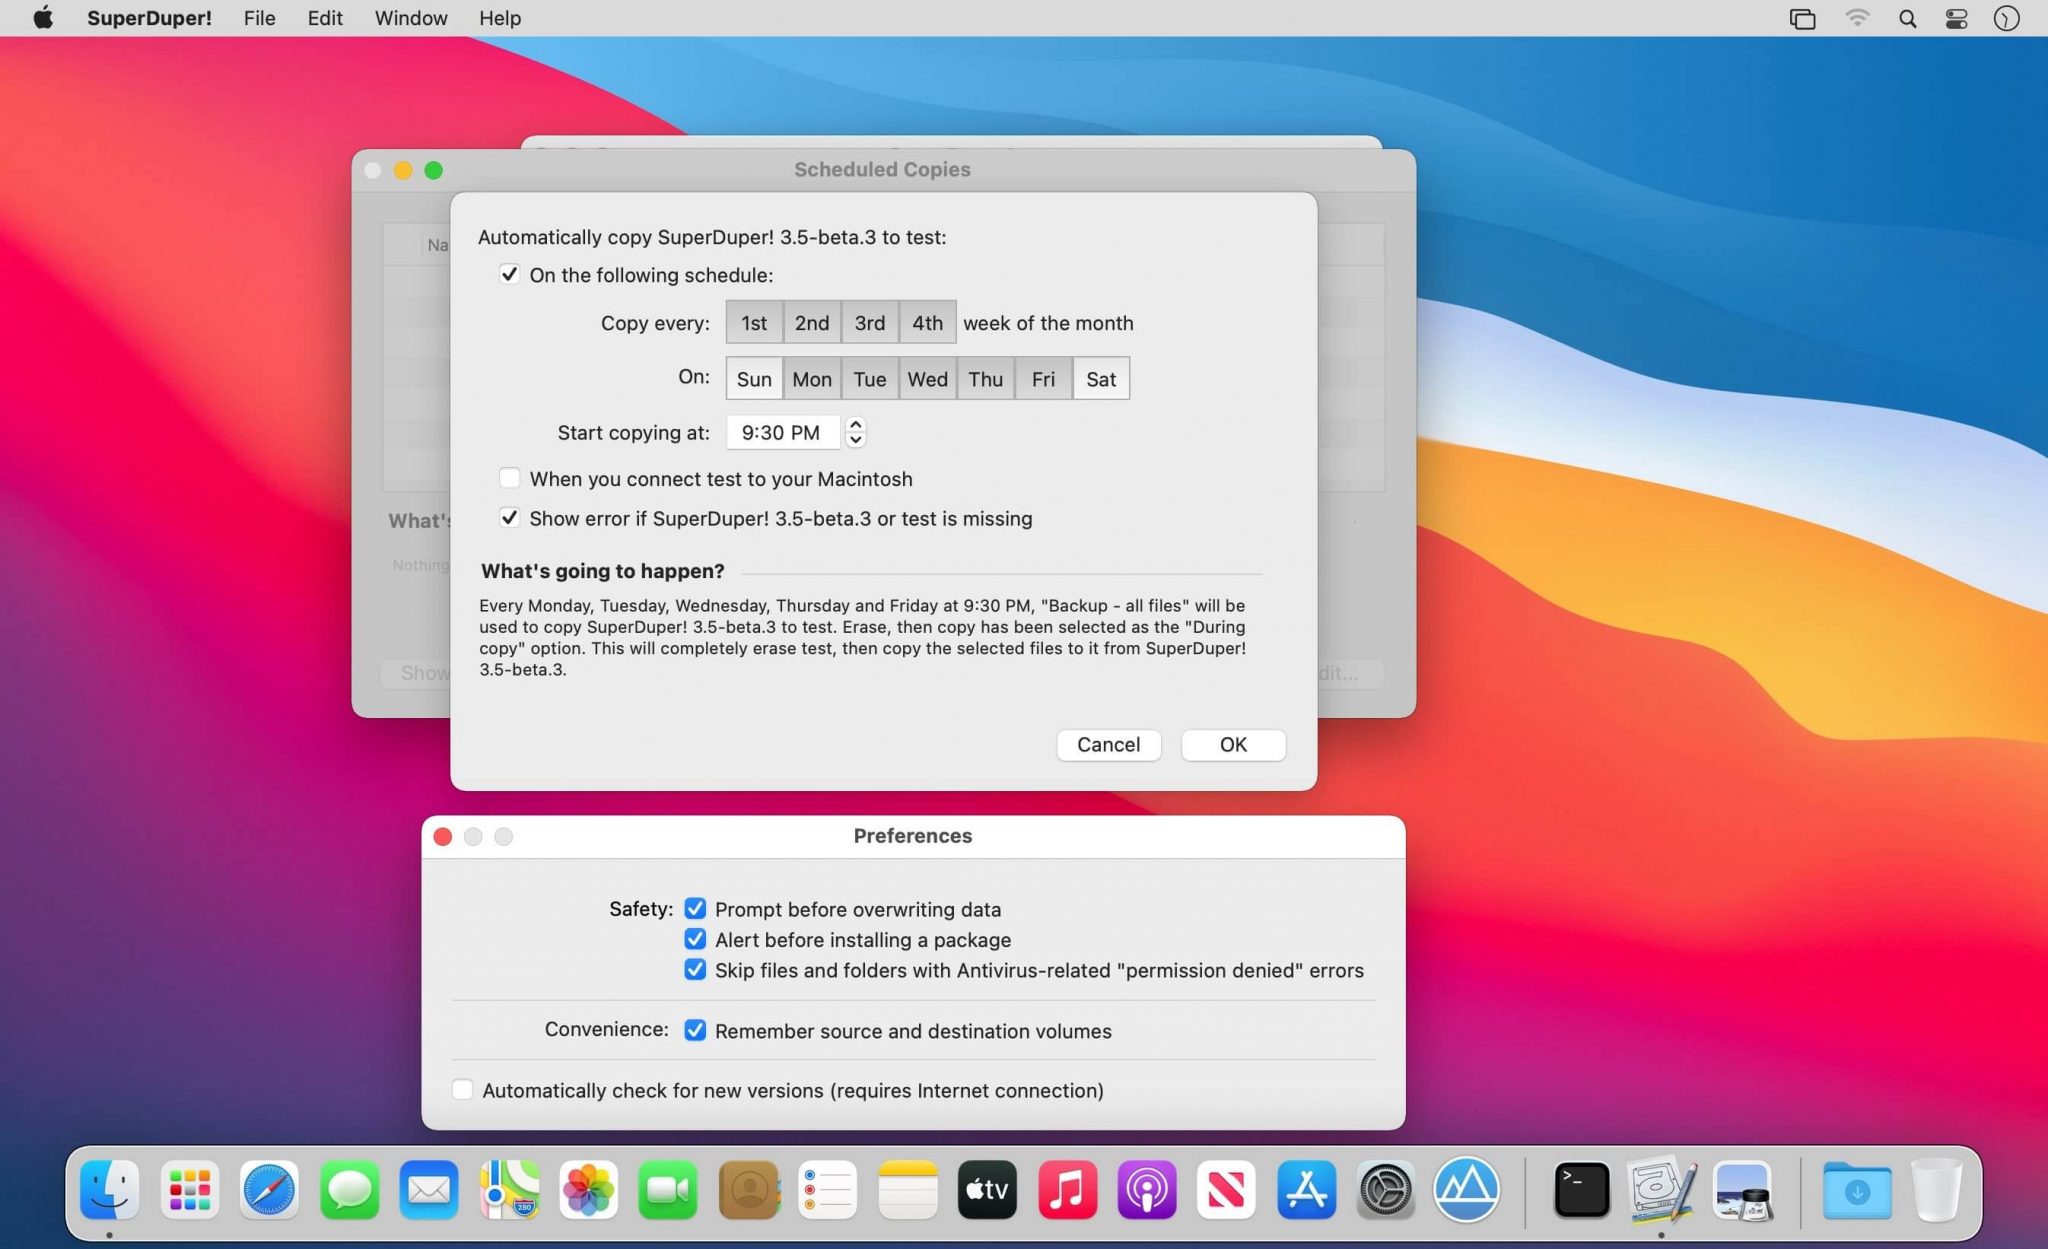 SuperDuper! File Edit Window Help
Scheduled Copies
Na
Automatically copy SuperDuper! 3.5-beta.3 to test:
On the following schedule:
Copy every: 1st 2nd 3rd 4th week of the month
On: Sun Mon Tue Wed Thu Fri Sat
Start copying at: 9:30 PM
When you connect test to your Macintosh
What's
Show error if SuperDuper! 3.5-beta.3 or test is missing
Nothing
What's going to happen?
Every Monday, Tuesday, Wednesday, Thursday and Friday at 9:30 PM, "Backup - all files" will be
used to copy SuperDuper! 3.5-beta.3 to test. Erase, then copy has been selected as the "During
copy" option. This will completely erase test, then copy the selected files to it from SuperDuper!
3.5-beta.3.
Show
dit...
Cancel OK
Preferences
Safety: Prompt before overwriting data
Alert before installing a package
Skip files and folders with Antivirus-related "permission denied" errors
Convenience: Remember source and destination volumes
Automatically check for new versions (requires Internet connection)
280
tv
>_